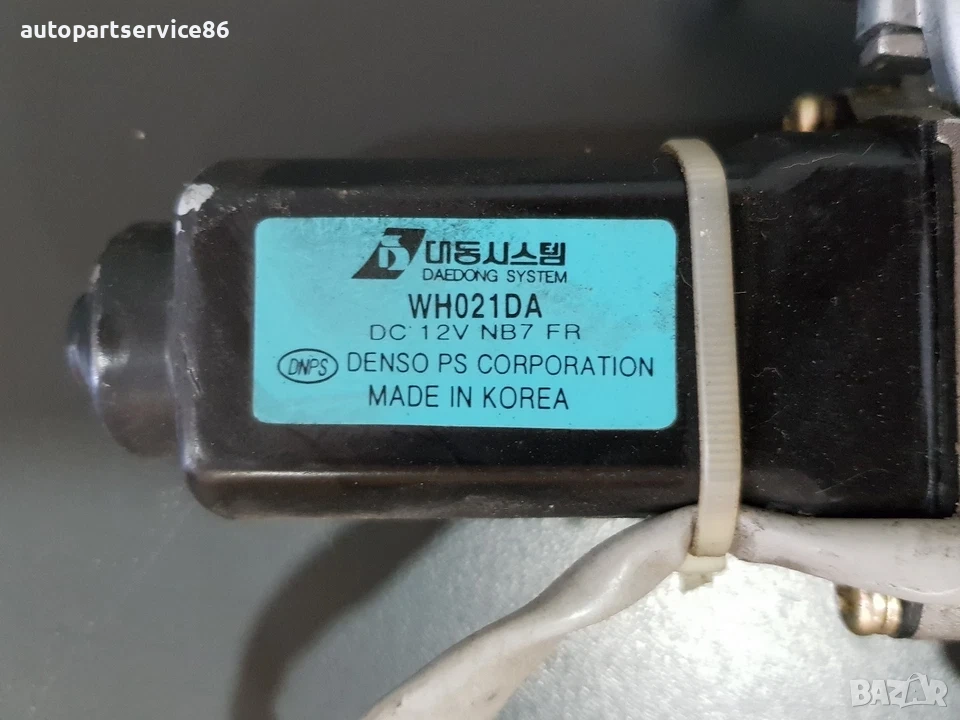 autopartservice86
대동시스템
DAEDONG SYSTEM
WH021DA
DC 12V NB7 FR
DNPS DENSO PS CORPORATION
MADE IN KOREA
BAZAR